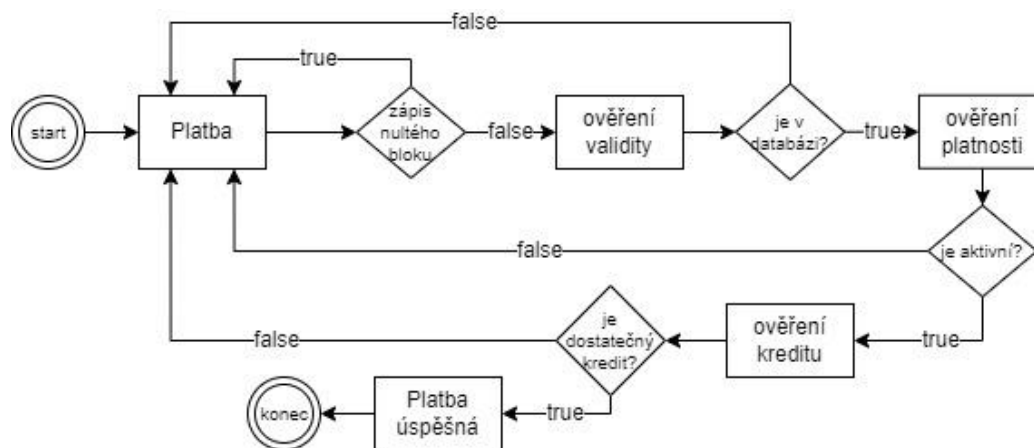 false
true
start
Platba
zápis
nultého
bloku
false
ověření
validity
je v
databázi?
true
ověření
platnosti
false
je aktivní?
false
je
dostatečný
kredit?
ověření
kreditu
true
konec
Platba
úspěšná
true